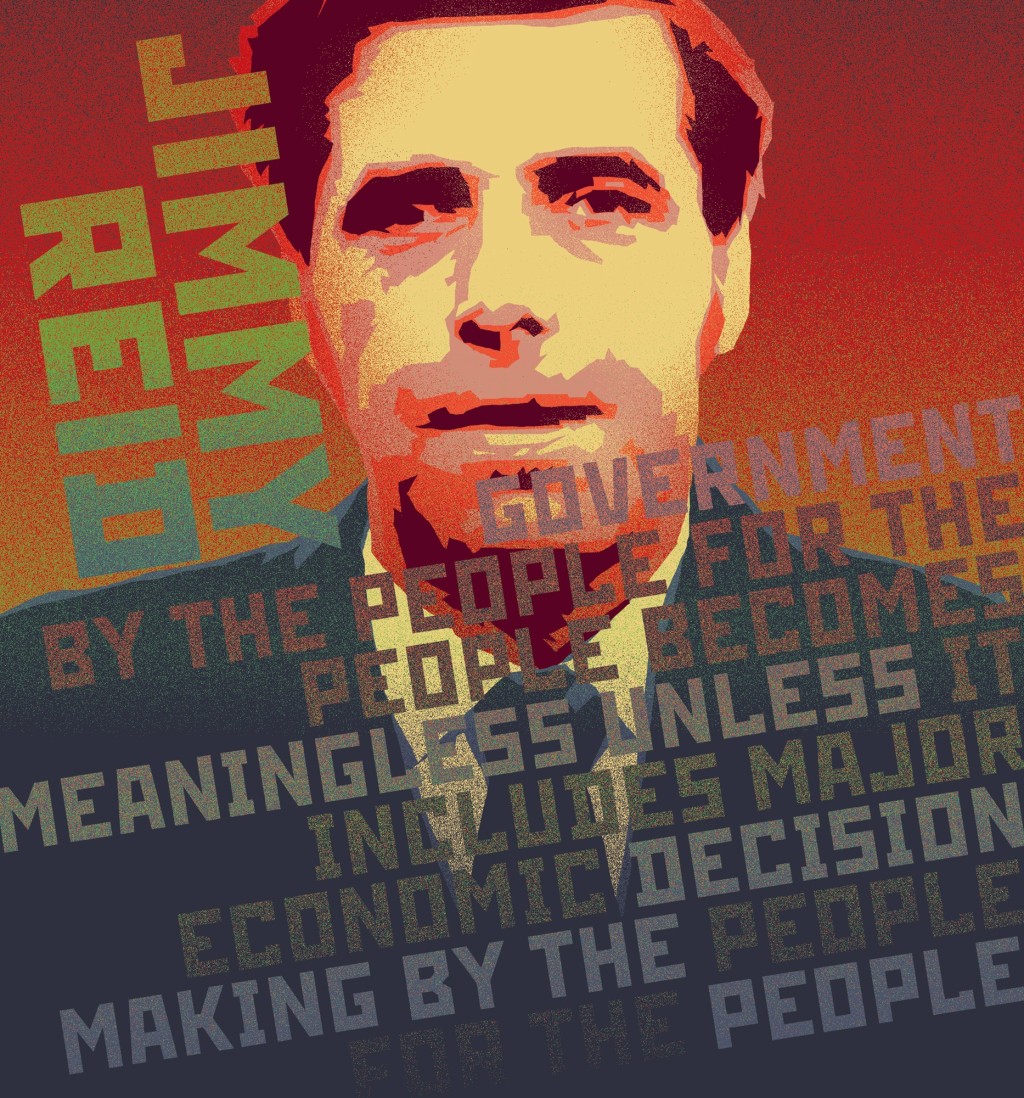 JIMMY
REID
GOVERNMENT
BY THE PEOPLE FOR THE
PEOPLE BECOMES
MEANINGLESS UNLESS IT
INCLUDES MAJOR
ECONOMIC DECISION
MAKING BY THE PEOPLE
FOR THE PEOPLE